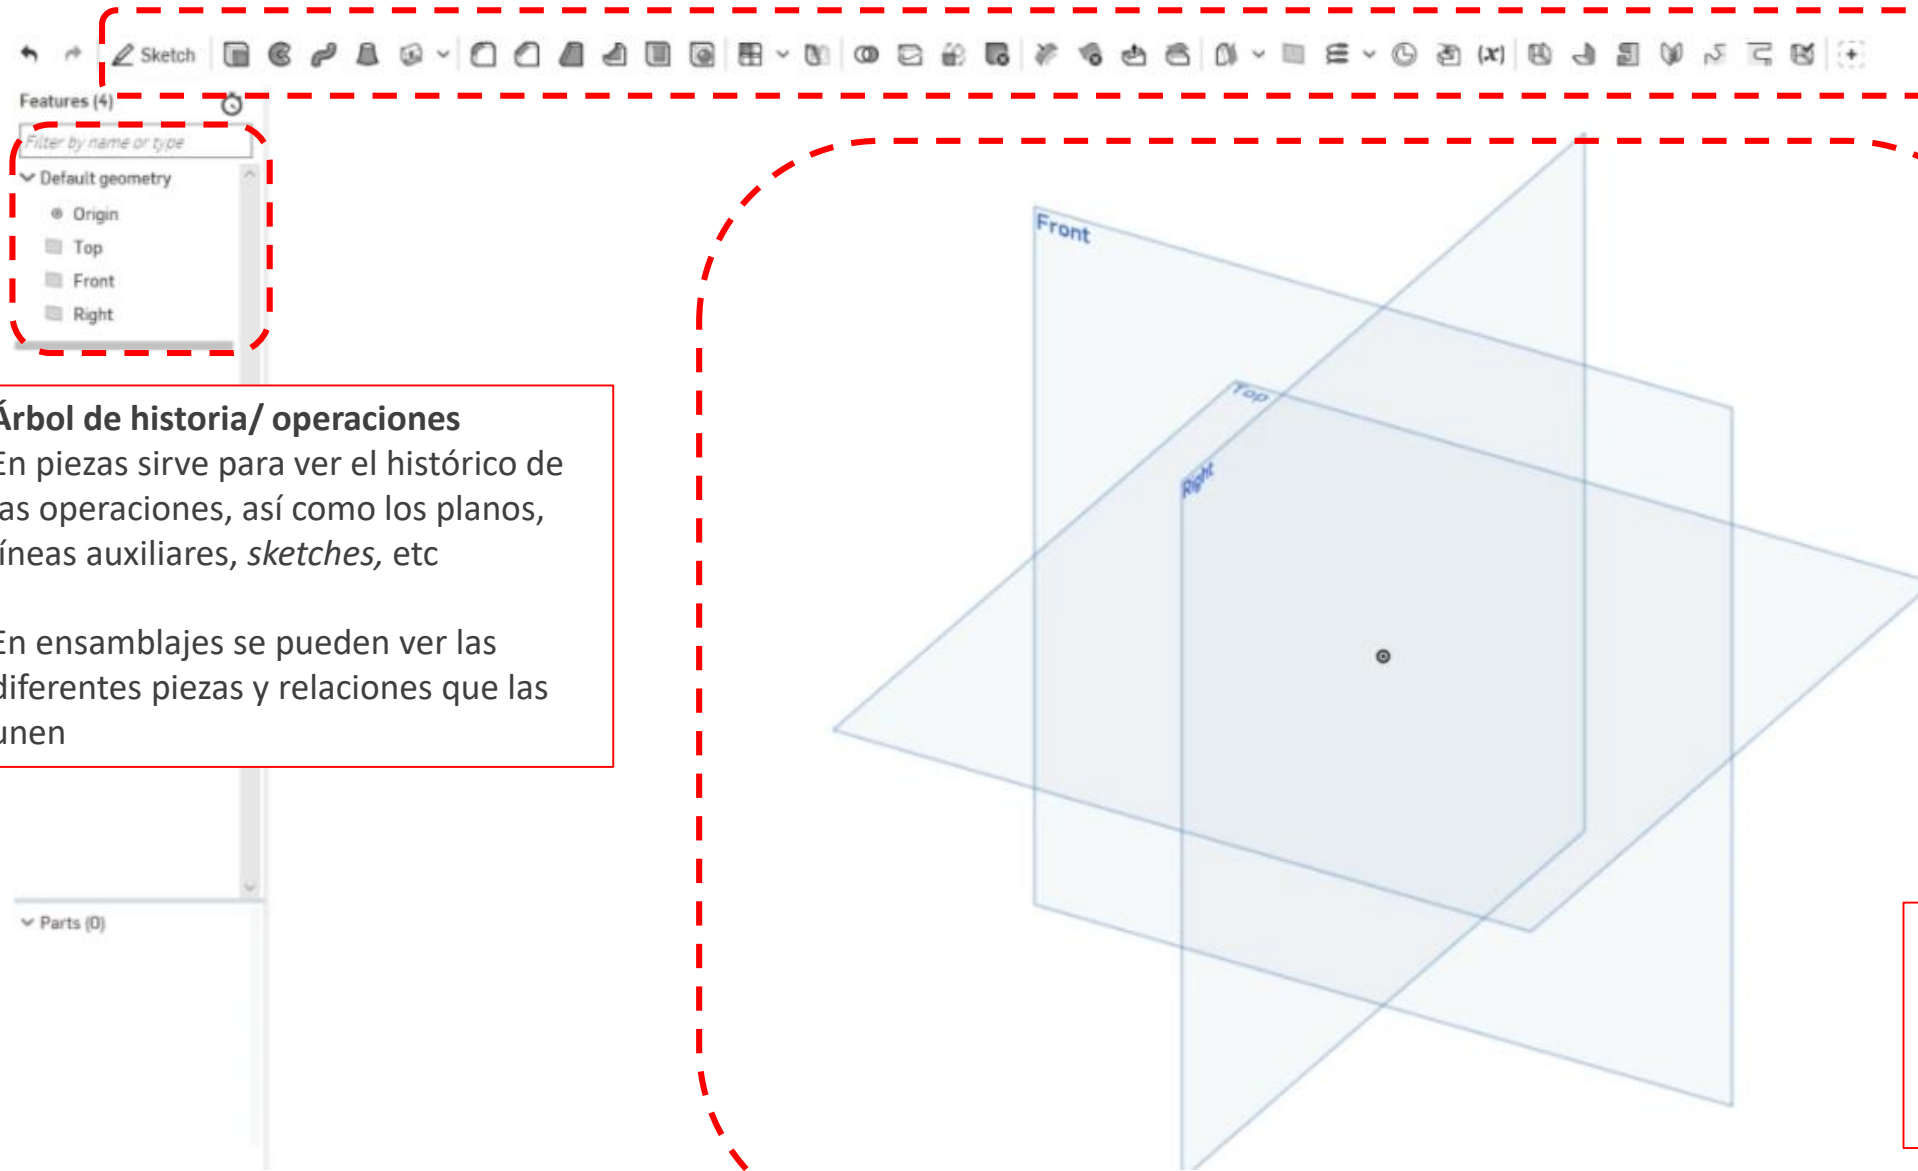 Sketch
(x)
Features (4)
Filter by name or type
Default geometry
Origin
Top
Front
Right
Front
Top
Right
Árbol de historia/ operaciones
En piezas sirve para ver el histórico de
as operaciones, así como los planos,
íneas auxiliares, sketches, etc
En ensamblajes se pueden ver las
diferentes piezas y relaciones que las
unen
Parts (0)